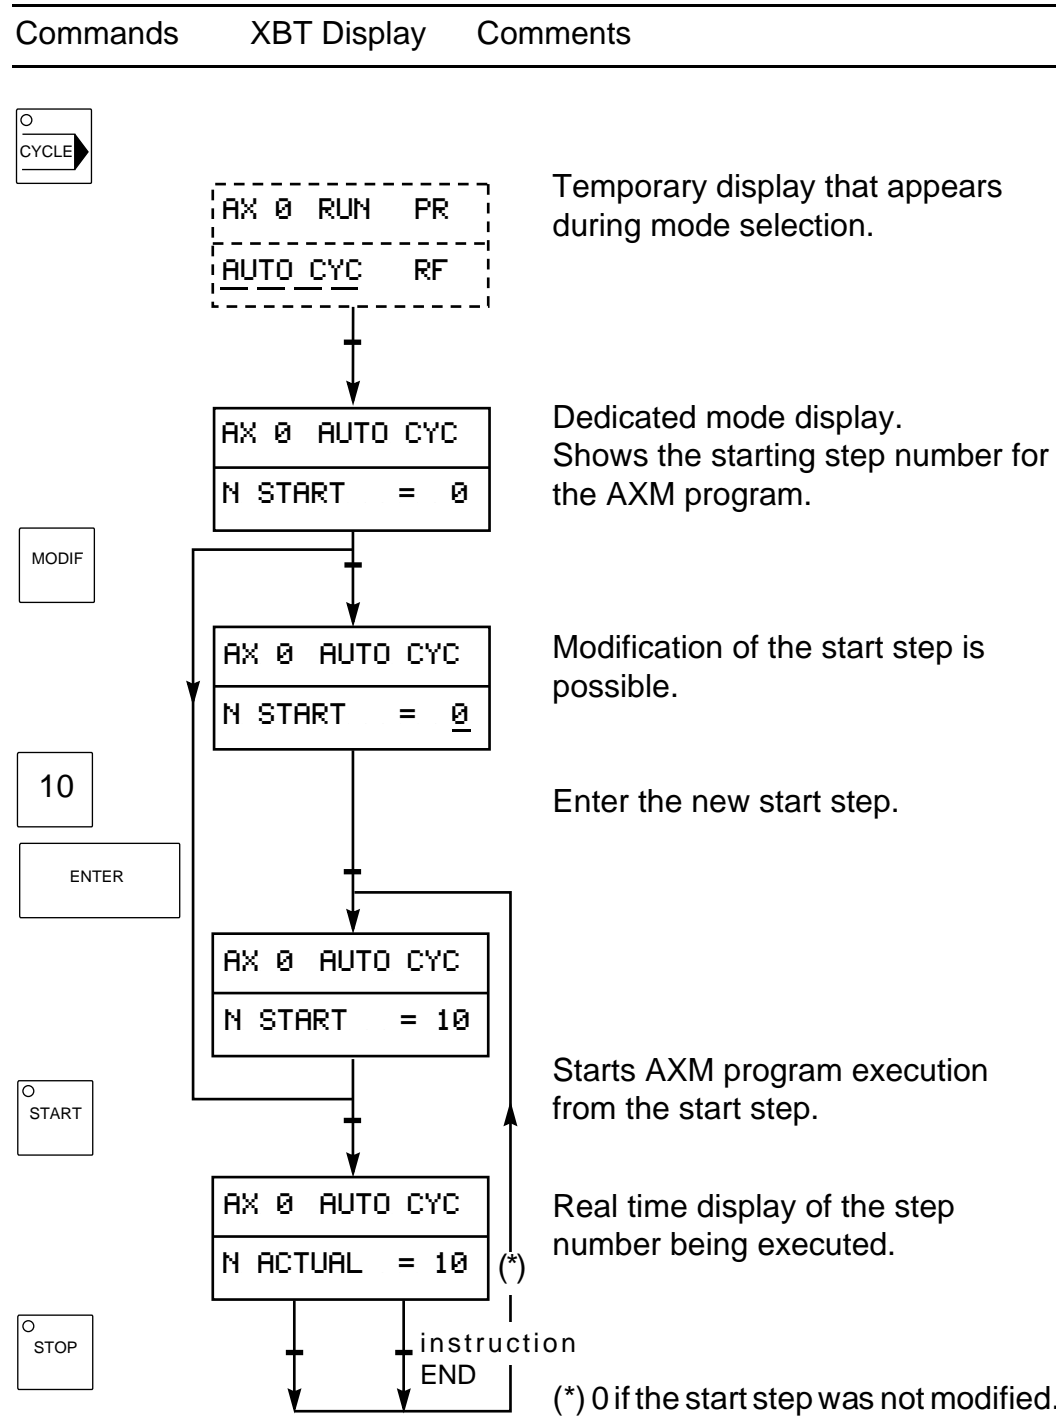 Commands XBT Display Comments
CYCLE
AX 0 RUN PR
AUTO CYC RF
Temporary display that appears
during mode selection.
AX 0 AUTO CYC
N START = 0
Dedicated mode display.
Shows the starting step number for
the AXM program.
MODIF
AX 0 AUTO CYC
N START = 0
Modification of the start step is
possible.
10
Enter the new start step.
ENTER
AX 0 AUTO CYC
N START = 10
START
Starts AXM program execution
from the start step.
AX 0 AUTO CYC
N ACTUAL = 10
(*)
Real time display of the step
number being executed.
STOP
instruction
END
(*) 0 if the start step was not modified.